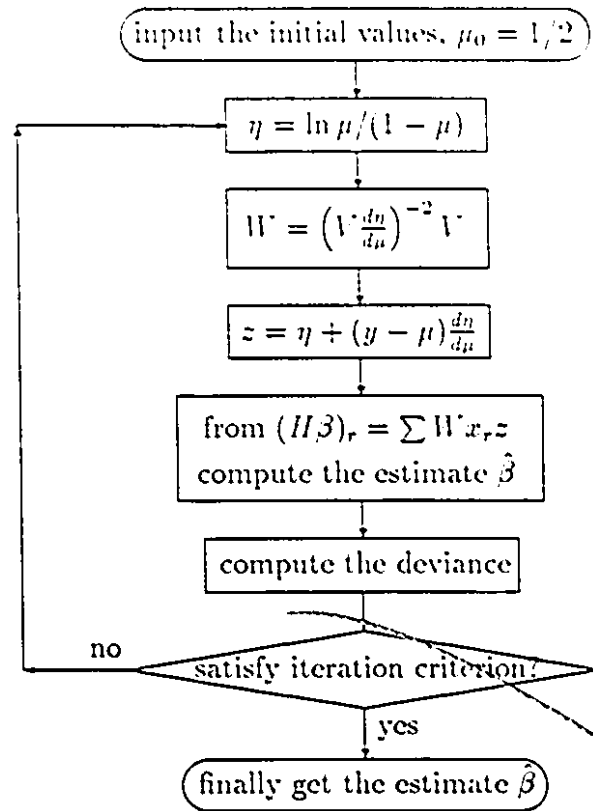 input the initial values, μ₀ = 1/2
η = ln μ/(1 − μ)
W = (V dη/dμ)⁻² V
z = η + (y − μ) dη/dμ
from (Hβ)ᵣ = ∑ W xᵣ z
compute the estimate β̂
compute the deviance
no
satisfy iteration criterion?
yes
finally get the estimate β̂